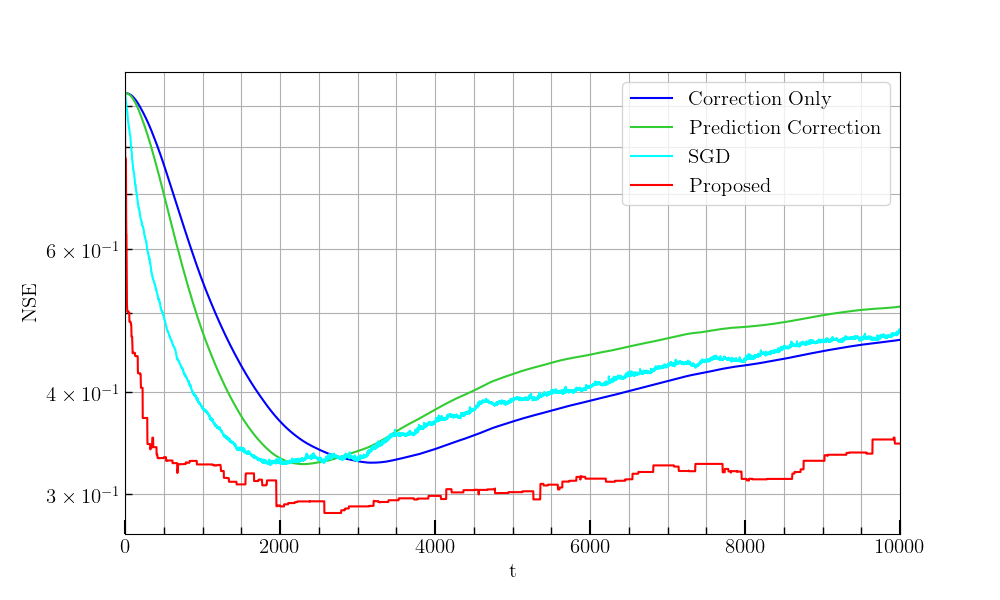 Correction Only
Prediction Correction
SGD
Proposed
NSE
6 × 10⁻¹
4 × 10⁻¹
3 × 10⁻¹
0 2000 4000 6000 8000 10000
t